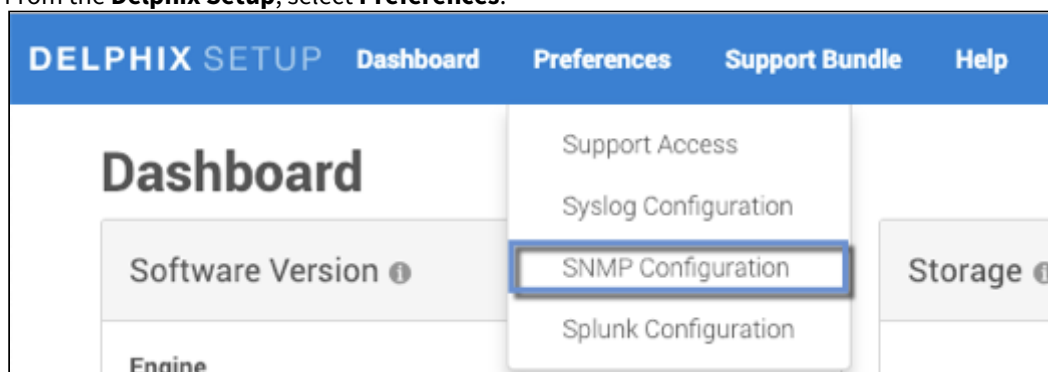 From the Delphix Setup, select Preferences.
DELPHIX SETUP Dashboard Preferences Support Bundle Help
Support Access
Dashboard
Syslog Configuration
Software Version
SNMP Configuration
Storage
Splunk Configuration
Engine